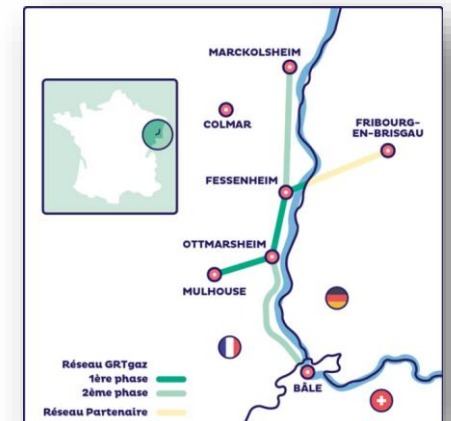 MARCKOLSHEIM
COLMAR
FRIBOURG-
EN-BRISGAU
FESSENHEIM
OTTMARSHEIM
MULHOUSE
BÂLE
Réseau GRTgaz
1ère phase
2ème phase
Réseau Partenaire